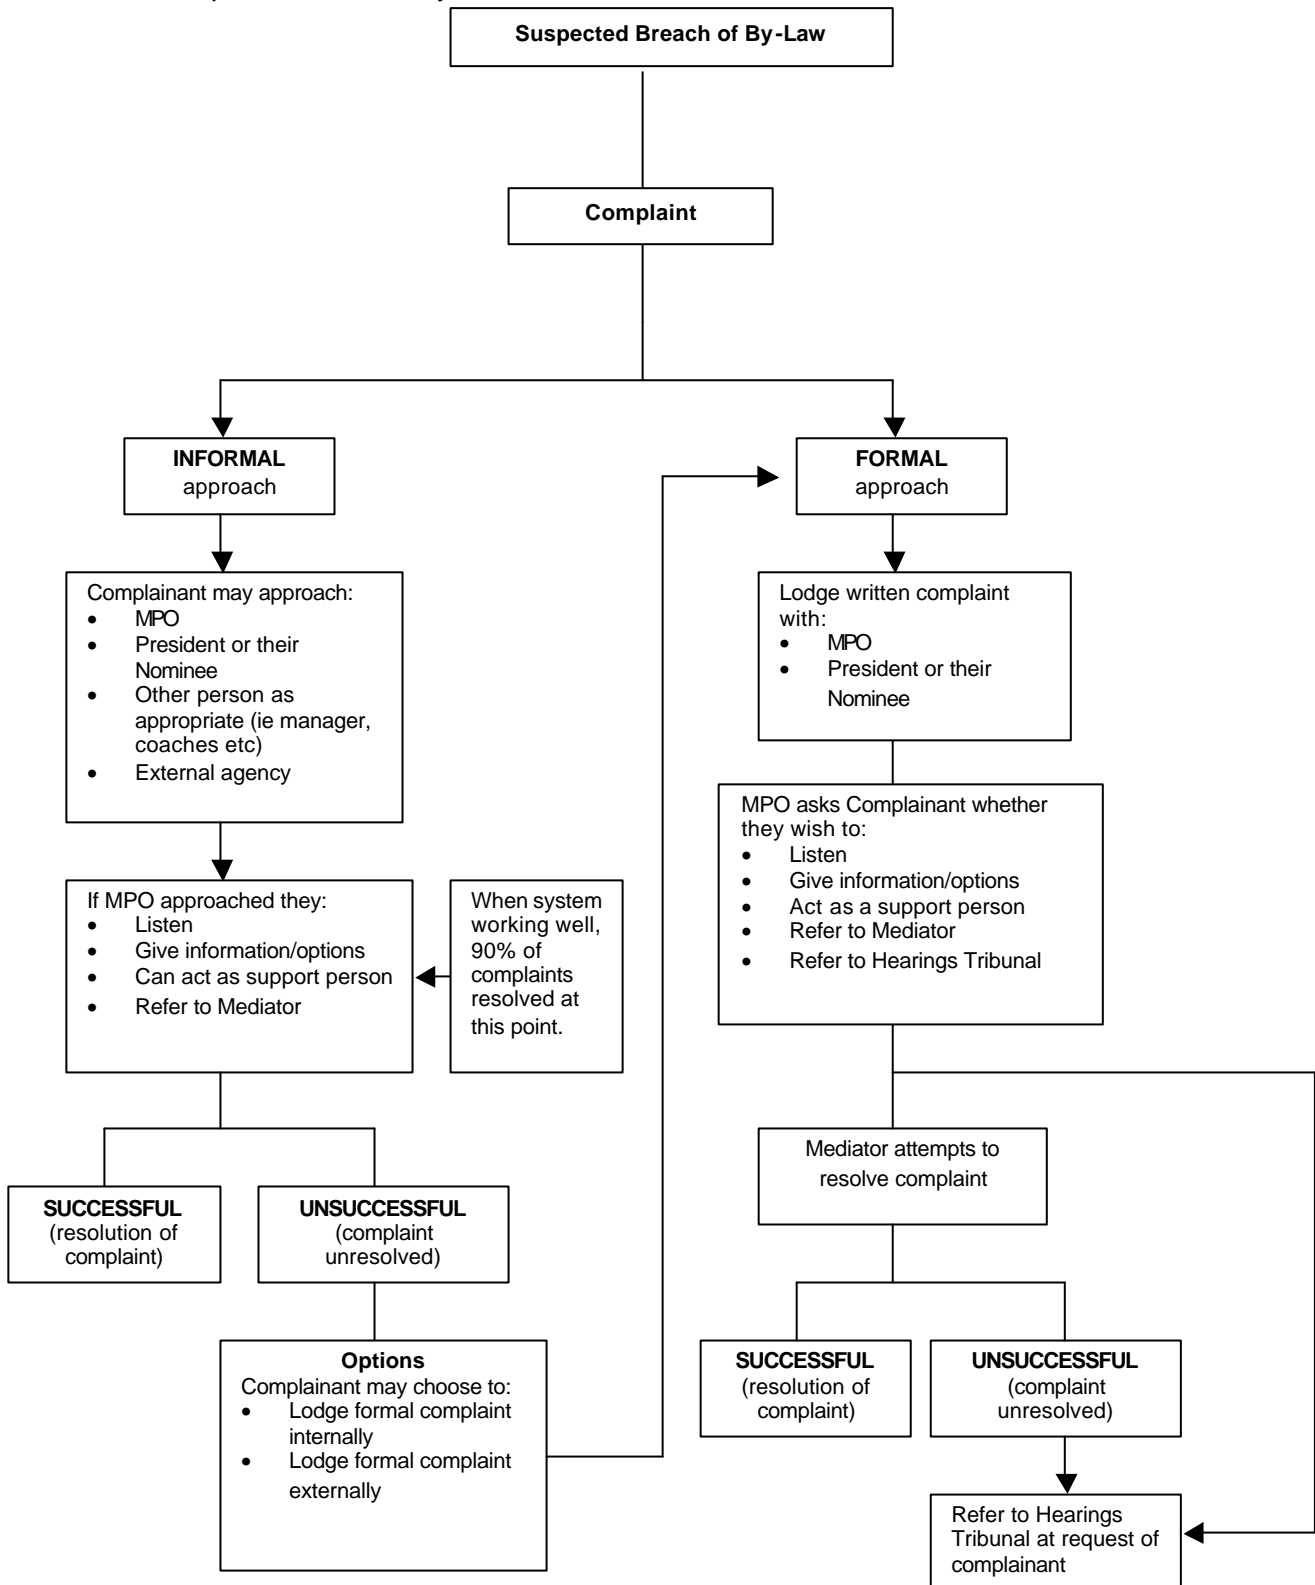 Suspected Breach of By-Law
Complaint
INFORMAL
approach
Complainant may approach:
• MPO
• President or their
Nominee
• Other person as
appropriate (ie manager,
coaches etc)
• External agency
If MPO approached they:
• Listen
• Give information/options
• Can act as support person
• Refer to Mediator
When system
working well,
90% of
complaints
resolved at
this point.
SUCCESSFUL
(resolution of
complaint)
UNSUCCESSFUL
(complaint
unresolved)
Options
Complainant may choose to:
• Lodge formal complaint
internally
• Lodge formal complaint
externally
FORMAL
approach
Lodge written complaint
with:
• MPO
• President or their
Nominee
MPO asks Complainant whether
they wish to:
• Listen
• Give information/options
• Act as a support person
• Refer to Mediator
• Refer to Hearings Tribunal
Mediator attempts to
resolve complaint
SUCCESSFUL
(resolution of
complaint)
UNSUCCESSFUL
(complaint
unresolved)
Refer to Hearings
Tribunal at request of
complainant